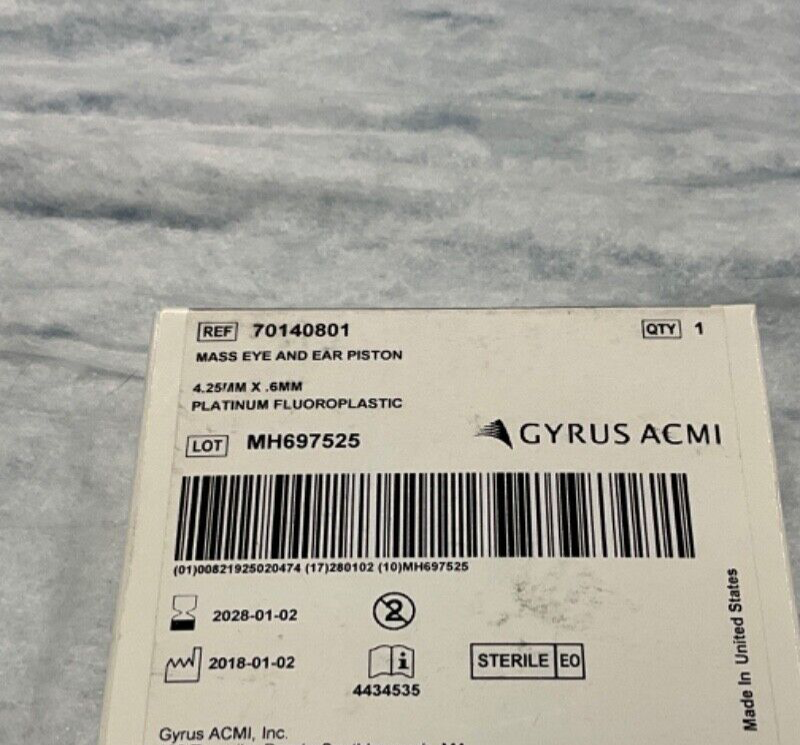 REF 70140801
QTY 1
MASS EYE AND EAR PISTON
4.25MM X .6MM
PLATINUM FLUOROPLASTIC
LOT MH697525
GYRUS ACMI
(01)00821925020474 (17)280102 (10)MH697525
2028-01-02
2
2018-01-02
i
STERILE EO
4434535
Made In United States
Gyrus ACMI, Inc.